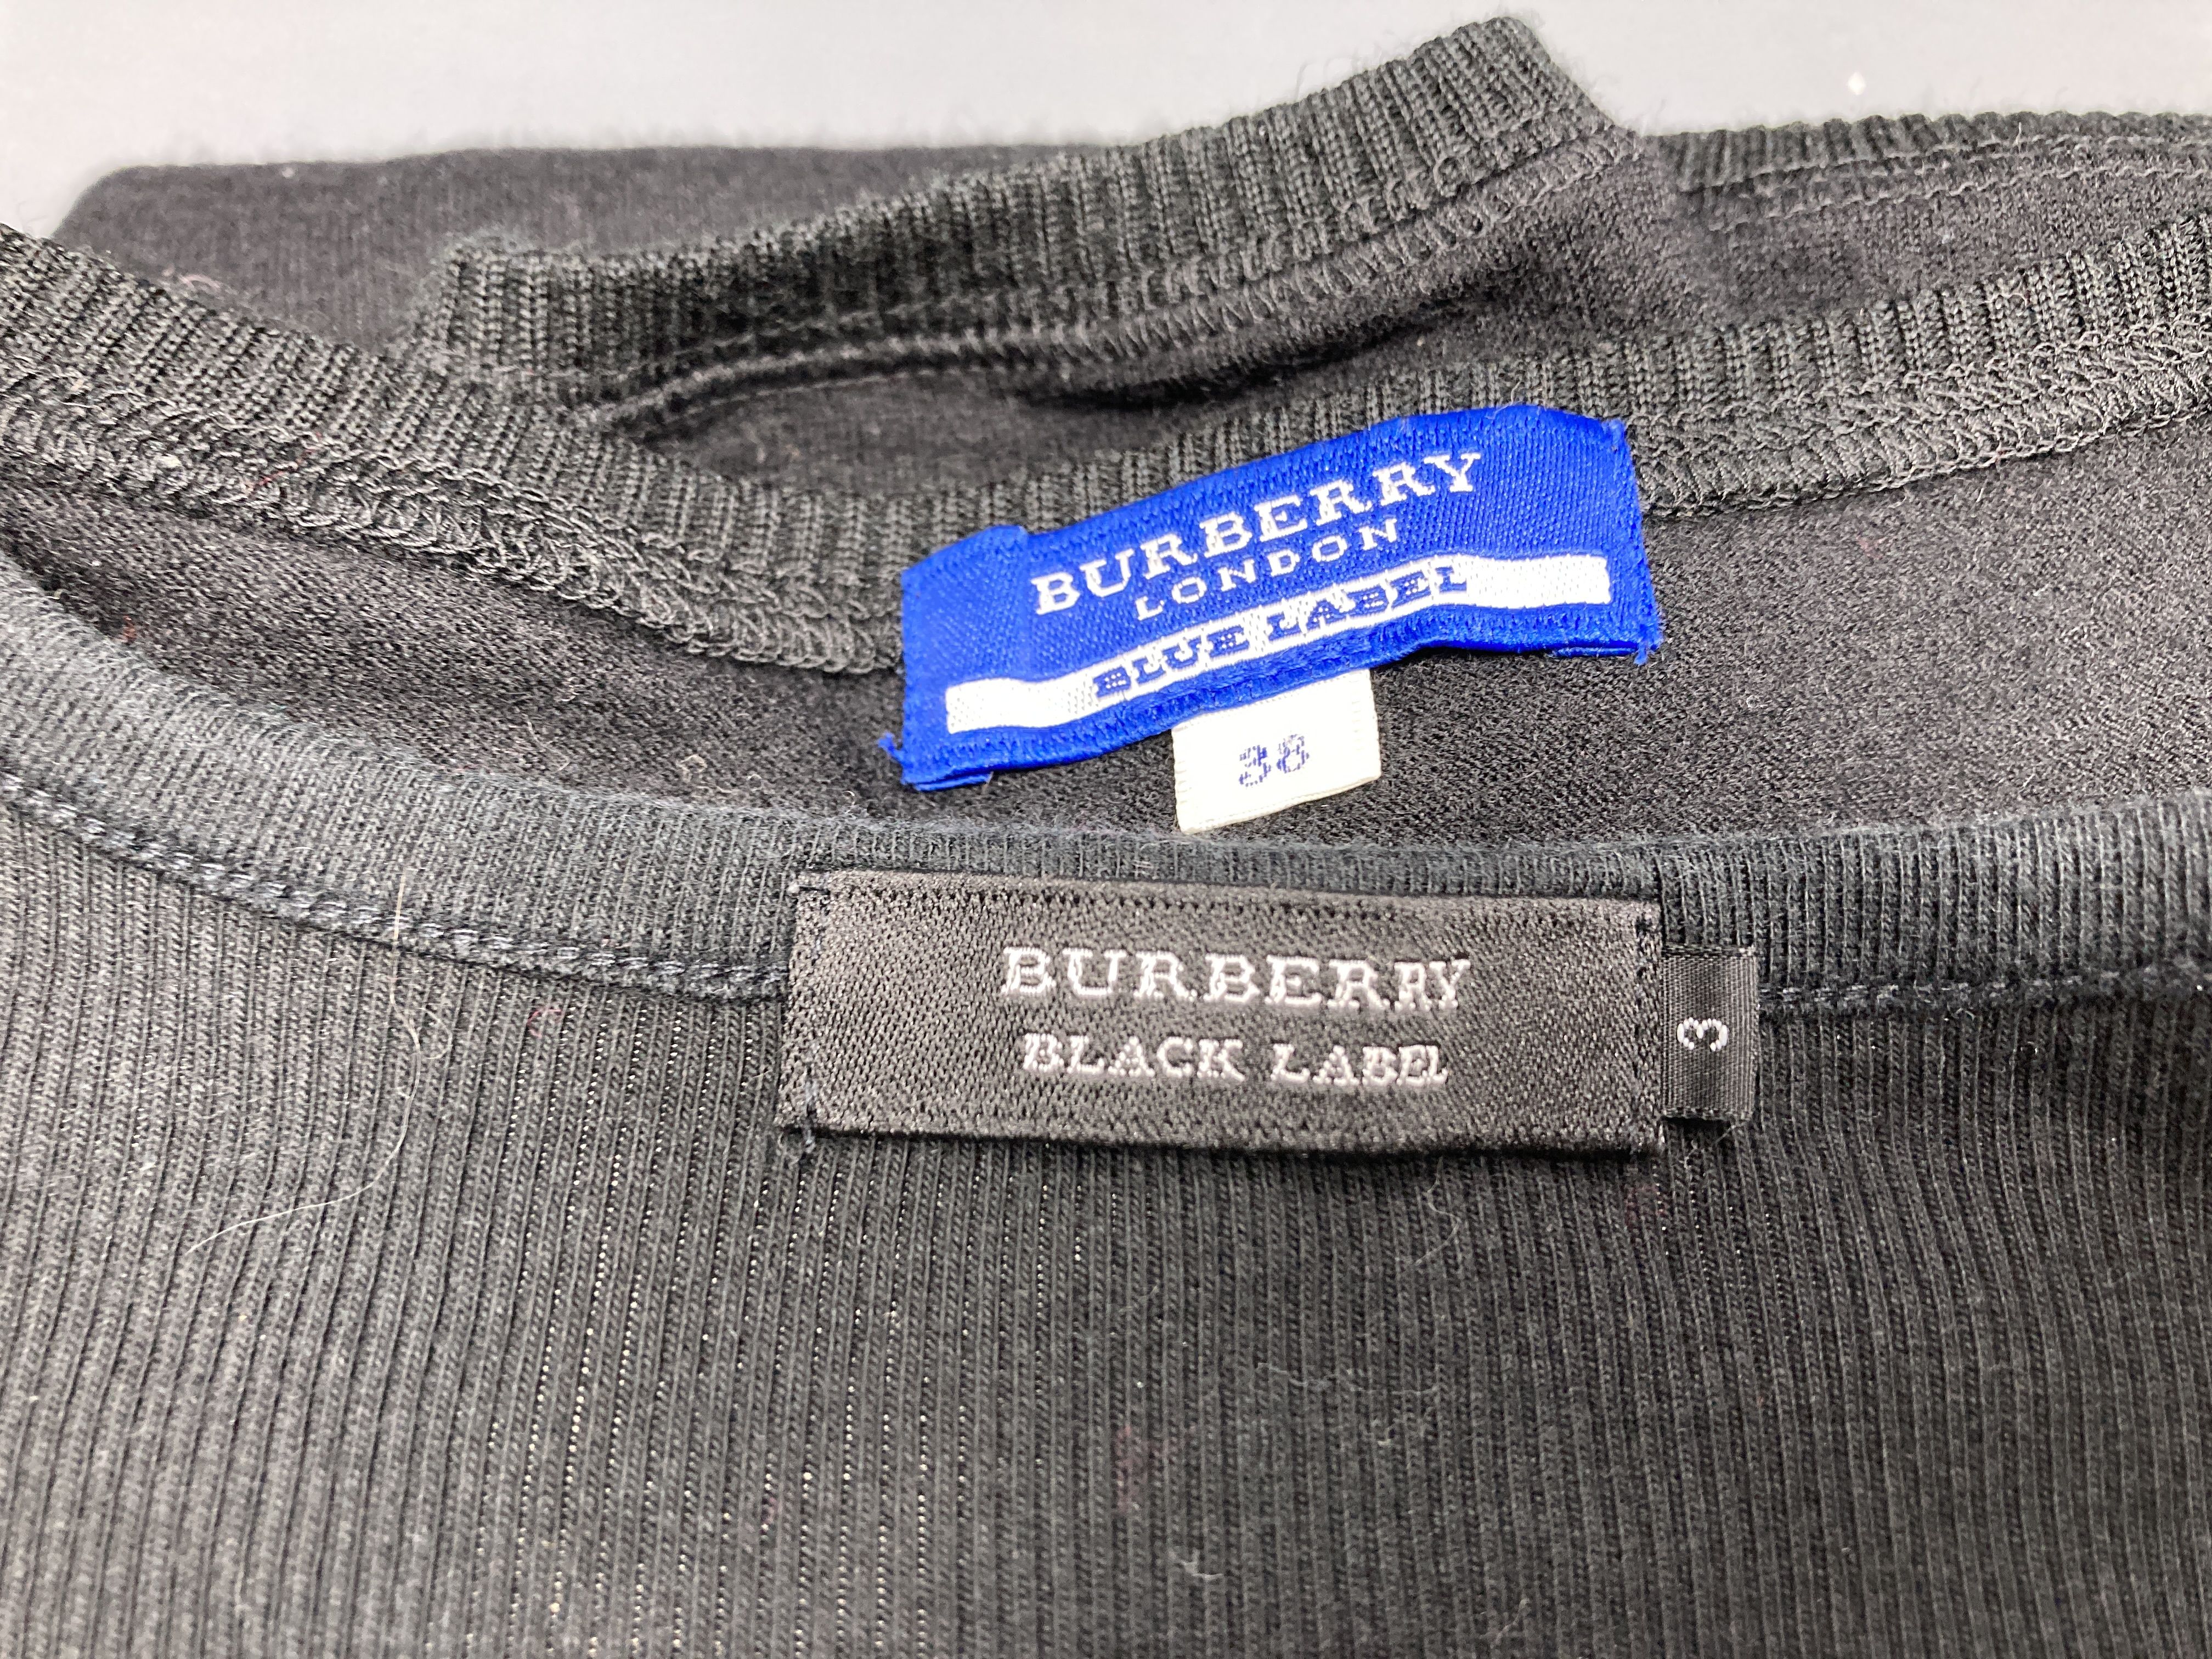 BURBERRY
LONDON
BLUE LABEL
38
BURBERRY
BLACK LABEL
3